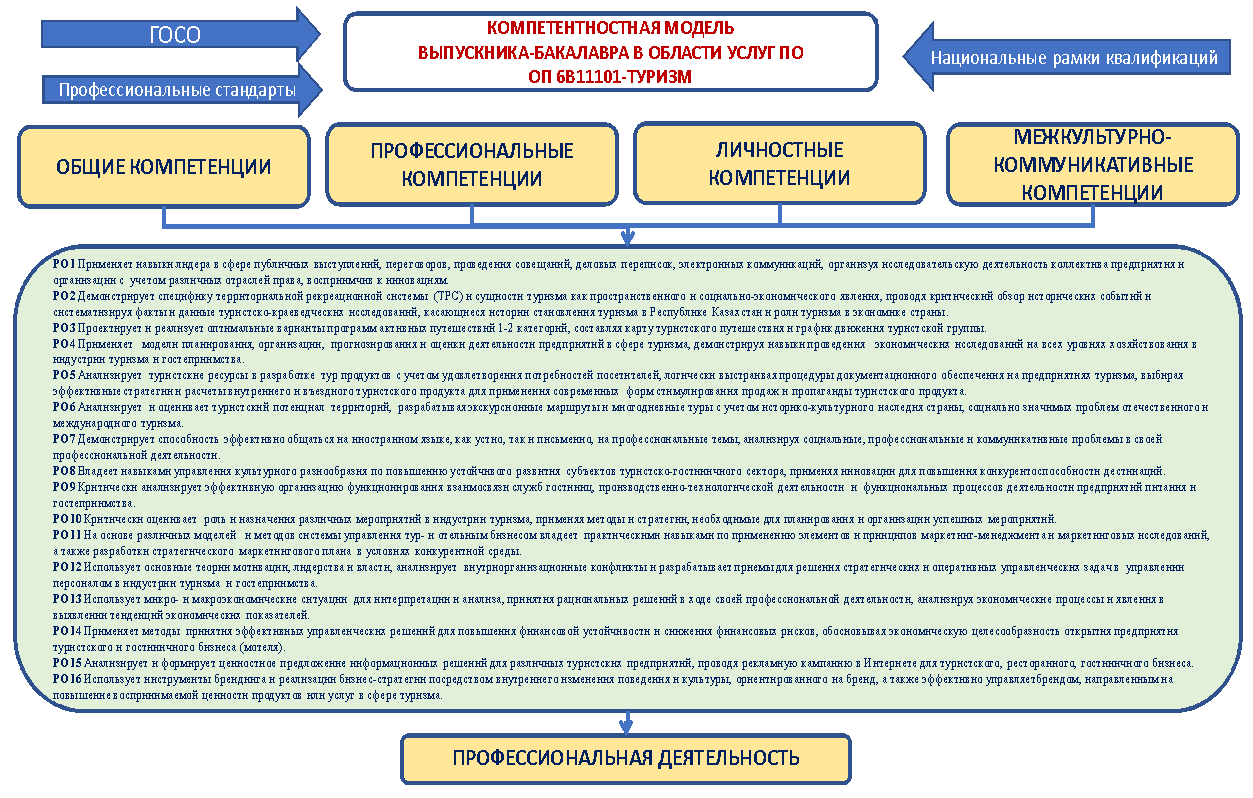 ГОСО
Профессиональные стандарты
КОМПЕТЕНТНОСТНАЯ МОДЕЛЬ
ВЫПУСКНИКА-БАКАЛАВРА В ОБЛАСТИ УСЛУГ ПО
ОП 6В11101-ТУРИЗМ
Национальные рамки квалификаций
ОБЩИЕ КОМПЕТЕНЦИИ
ПРОФЕССИОНАЛЬНЫЕ
КОМПЕТЕНЦИИ
ЛИЧНОСТНЫЕ
КОМПЕТЕНЦИИ
МЕЖКУЛЬТУРНО-
КОММУНИКАТИВНЫЕ
КОМПЕТЕНЦИИ
РО1 Применяет навыки лидера в сфере публичных выступлений, переговоров, проведения совещаний, деловых переписок, электронных коммуникаций, организуя исследовательскую деятельность коллектива предприятия и
организации с учетом различных отраслей права, восприимчив к инновациям.
РО2 Демонстрирует специфику территориальной рекреационной системы (ТРС) и сущности туризма как пространственного и социально-экономического явления, проводя критический обзор исторических событий и
систематизируя факты и данные туристско-краеведческих исследований, касающиеся истории становления туризма в Республике Казахстан и роли туризма в экономике страны.
РО3 Проектирует и реализует оптимальные варианты программ активных путешествий 1-2 категорий, составляя карту туристского путешествия и график движения туристской группы.
РО4 Применяет модели планирования, организации, прогнозирования и оценки деятельности предприятий в сфере туризма, демонстрируя навыки проведения экономических исследований на всех уровнях хозяйствования в
индустрии туризма и гостеприимства.
РО5 Анализирует туристские ресурсы в разработке тур продуктов с учетом удовлетворения потребностей посетителей, логически выстраивая процедуры документационного обеспечения на предприятиях туризма, выбирая
эффективные стратегии и расчеты внутреннего и въездного туристского продукта для применения современных форм стимулирования продаж и пропаганды туристского продукта.
РО6 Анализирует и оценивает туристский потенциал территорий, разрабатывая экскурсионные маршруты и многодневные туры с учетом историко-культурного наследия страны, социально значимых проблем отечественного и
международного туризма.
РО7 Демонстрирует способность эффективно общаться на иностранном языке, как устно, так и письменно, на профессиональные темы, анализируя социальные, профессиональные и коммуникативные проблемы в своей
профессиональной деятельности.
РО8 Владеет навыками управления культурного разнообразия по повышению устойчивого развития субъектов туристско-гостиничного сектора, применяя инновации для повышения конкурентоспособности дестинаций.
РО9 Критически анализирует эффективную организацию функционирования взаимосвязи служб гостиниц, производственно-технологической деятельности и функциональных процессов деятельности предприятий питания и
гостеприимства.
РО10 Критически оценивает роль и назначения различных мероприятий в индустрии туризма, применяя методы и стратегии, необходимые для планирования и организации успешных мероприятий.
РО11 На основе различных моделей и методов системы управления тур- и отельным бизнесом владеет практическими навыками по применению элементов и принципов маркетинг-менеджмента и маркетинговых исследований,
а также разработки стратегического маркетингового плана в условиях конкурентной среды.
РО12 Использует основные теории мотивации, лидерства и власти, анализирует внутриорганизационные конфликты и разрабатывает приемы для решения стратегических и оперативных управленческих задач в управлении
персоналом в индустрии туризма и гостеприимства.
РО13 Использует микро- и макроэкономические ситуации для интерпретации и анализа, принятия рациональных решений в ходе своей профессиональной деятельности, анализируя экономические процессы и явления в
выявлении тенденций экономических показателей.
РО14 Применяет методы принятия эффективных управленческих решений для повышения финансовой устойчивости и снижения финансовых рисков, обосновывая экономическую целесообразность открытия предприятия
туристского и гостиничного бизнеса (мотеля).
РО15 Анализирует и формирует ценностное предложение информационных решений для различных туристских предприятий, проводя рекламную кампанию в Интернете для туристского, ресторанного, гостиничного бизнеса.
РО16 Использует инструменты брендинга и реализации бизнес-стратегии посредством внутреннего изменения поведения и культуры, ориентированного на бренд, а также эффективно управляет брендом, направленным на
повышение воспринимаемой ценности продуктов или услуг в сфере туризма.
ПРОФЕССИОНАЛЬНАЯ ДЕЯТЕЛЬНОСТЬ